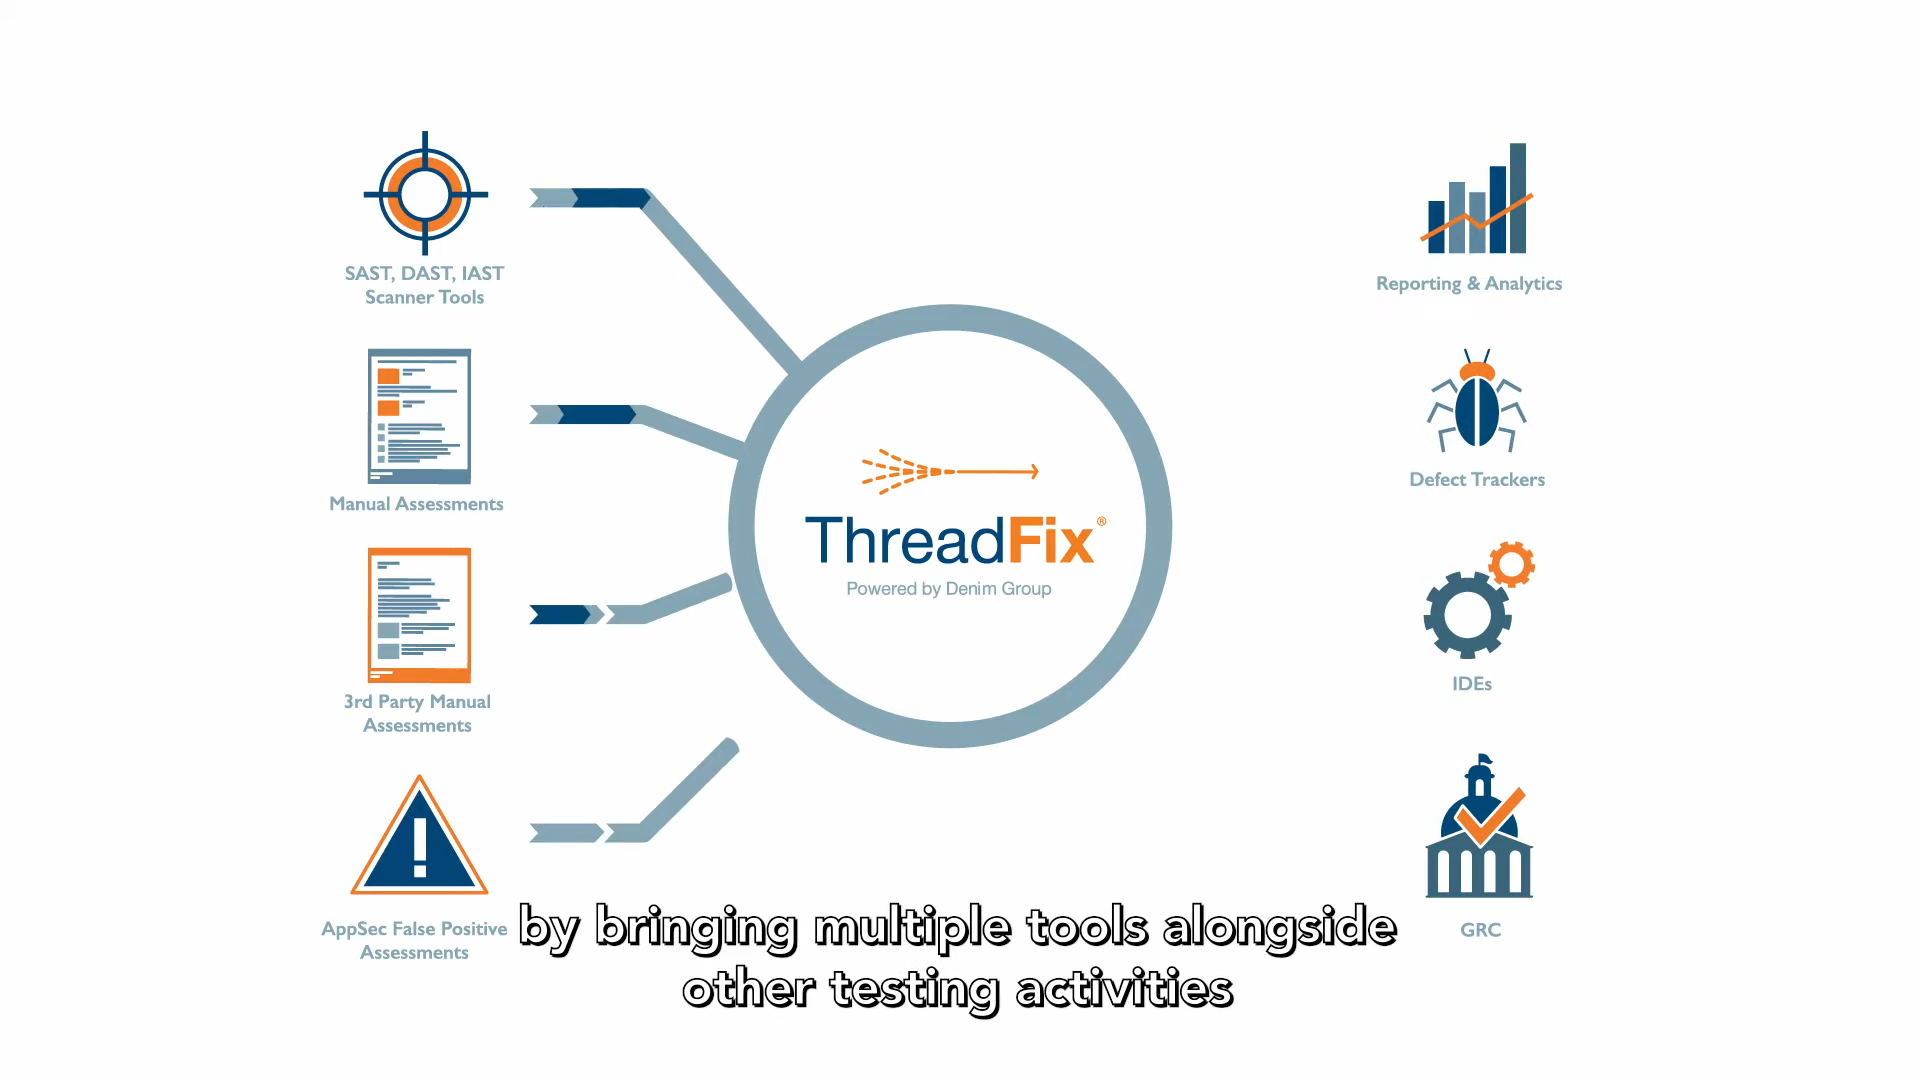 SAST, DAST, IAST
Scanner Tools
Manual Assessments
3rd Party Manual
Assessments
AppSec False Positive
Assessments
ThreadFix®
Powered by Denim Group
Reporting & Analytics
Defect Trackers
IDEs
GRC
by bringing multiple tools alongside
other testing activities